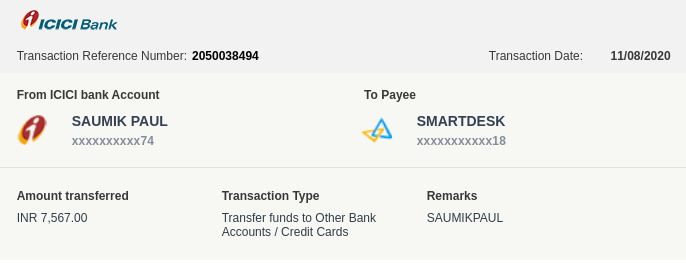 ICICI Bank
Transaction Reference Number: 2050038494 Transaction Date: 11/08/2020
From ICICI bank Account To Payee
SAUMIK PAUL SMARTDESK
xxxxxxxxxx74 xxxxxxxxxxx18
Amount transferred Transaction Type Remarks
INR 7,567.00 Transfer funds to Other Bank SAUMIKPAUL
Accounts / Credit Cards